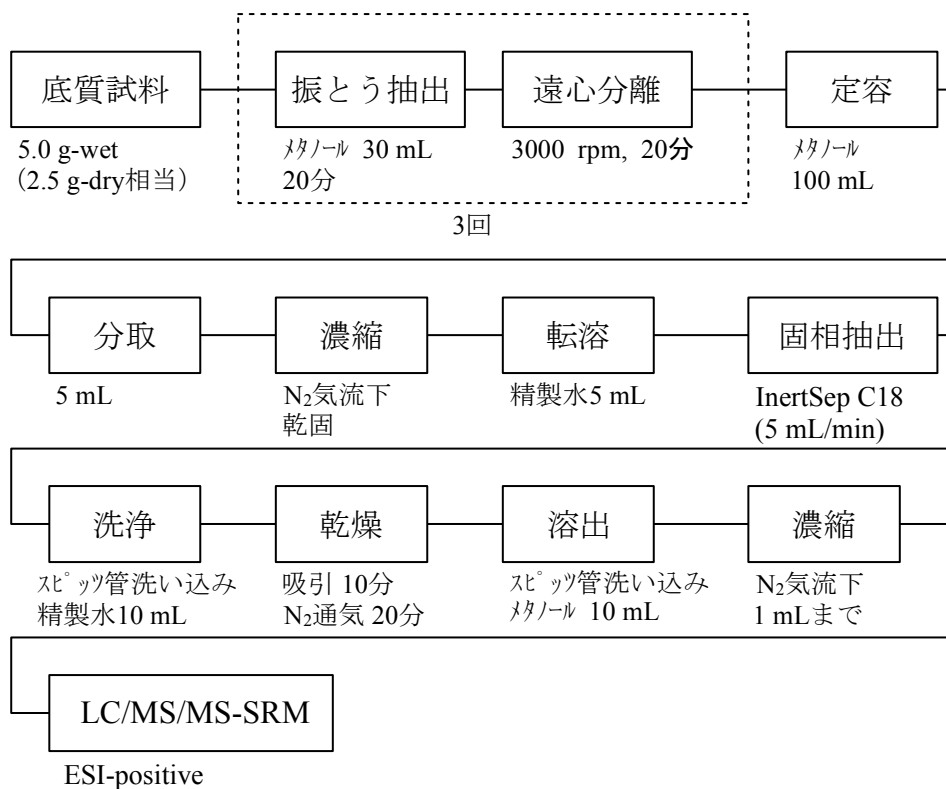 底質試料
振とう抽出
遠心分離
定容
5.0 g-wet
(2.5 g-dry相当)
ﾒﾀﾉｰﾙ 30 mL
20分
3000 rpm, 20分
ﾒﾀﾉｰﾙ
100 mL
3回
分取
濃縮
転溶
固相抽出
5 mL
N₂気流下
乾固
精製水5 mL
InertSep C18
(5 mL/min)
洗浄
乾燥
溶出
濃縮
ｽﾋﾟｯﾂ管洗い込み
精製水10 mL
吸引 10分
N₂通気 20分
ｽﾋﾟｯﾂ管洗い込み
ﾒﾀﾉｰﾙ 10 mL
N₂気流下
1 mLまで
LC/MS/MS-SRM
ESI-positive